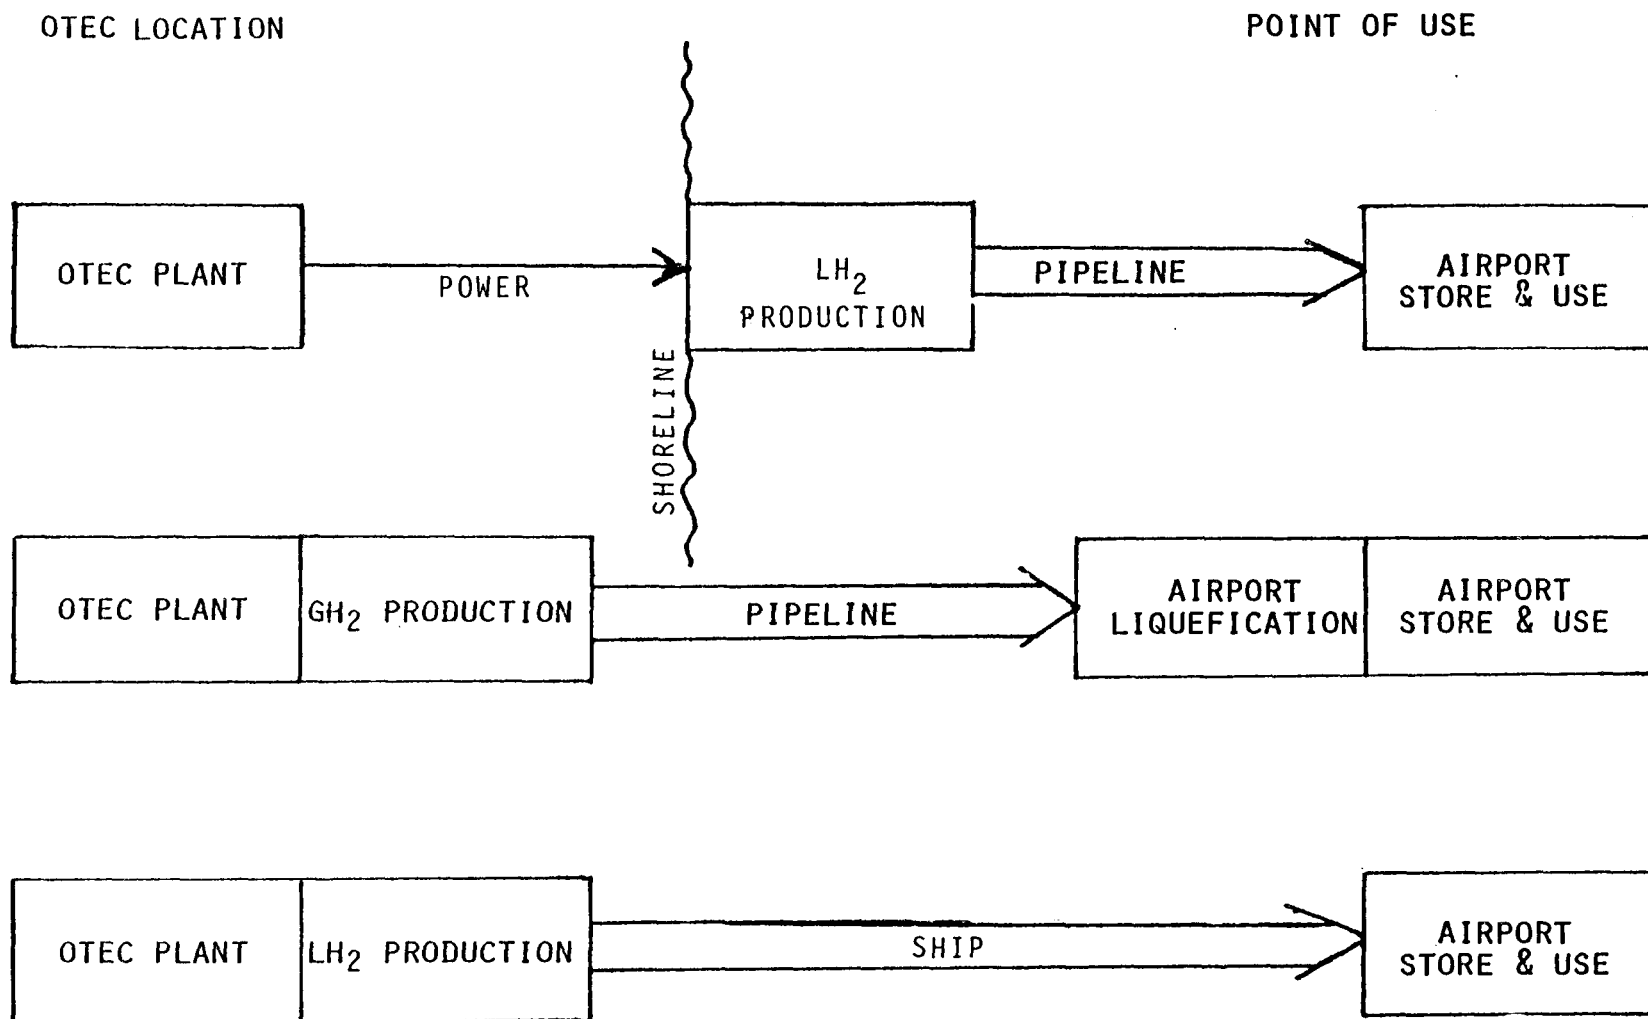 OTEC LOCATION
POINT OF USE
OTEC PLANT
POWER
SHORELINE
LH2
PRODUCTION
PIPELINE
AIRPORT
STORE & USE
OTEC PLANT
GH2 PRODUCTION
PIPELINE
AIRPORT
LIQUEFICATION
AIRPORT
STORE & USE
OTEC PLANT
LH2 PRODUCTION
SHIP
AIRPORT
STORE & USE